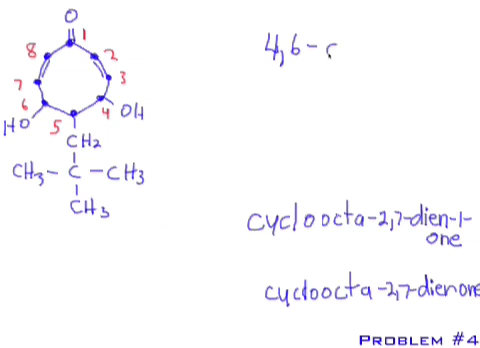 O
1
8
2
7
3
6
4
5
HO
OH
CH2
CH3-C-CH3
CH3
4,6-
cycloocta-2,7-dien-1-
one
cycloocta-2,7-dienone
PROBLEM #4